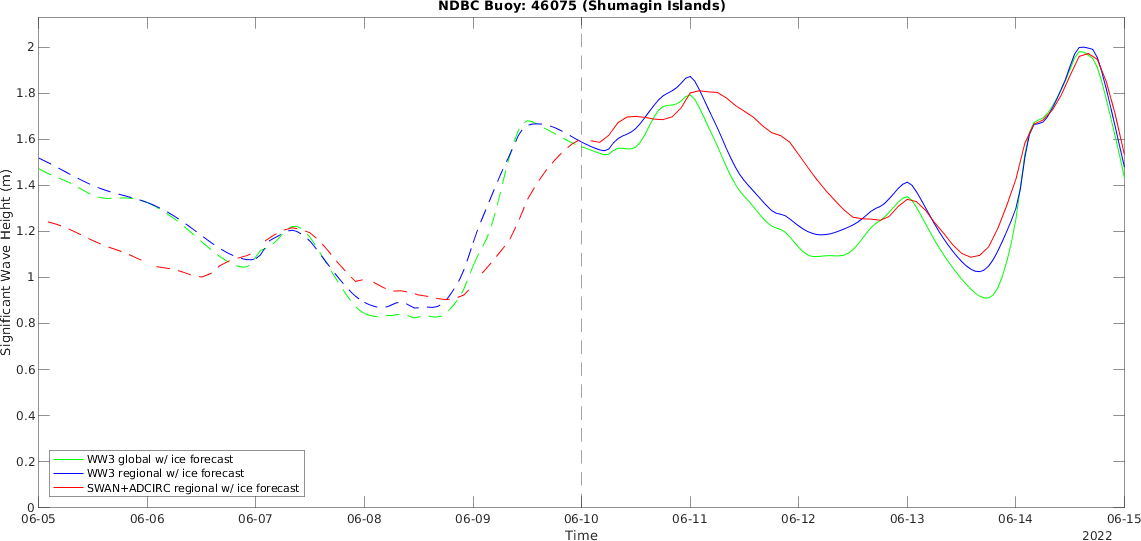 NDBC Buoy: 46075 (Shumagin Islands)
Significant Wave Height (m)
2
1.8
1.6
1.4
1.2
1
0.8
0.6
0.4
0.2
0
WW3 global w/ ice forecast
WW3 regional w/ ice forecast
SWAN+ADCIRC regional w/ ice forecast
06-05 06-06 06-07 06-08 06-09 06-10 06-11 06-12 06-13 06-14 06-15
Time
2022